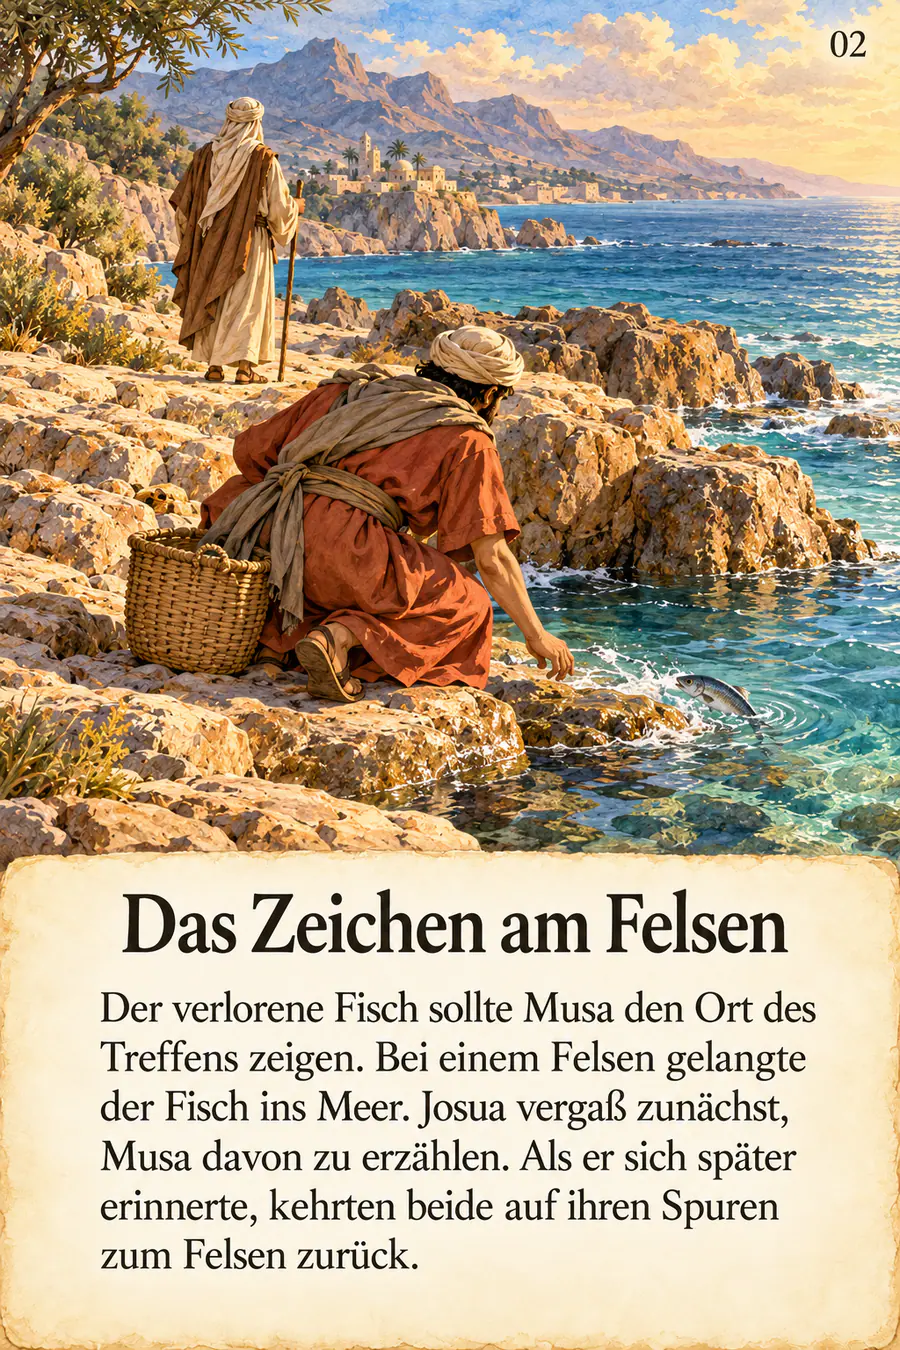 02
Das Zeichen am Felsen
Der verlorene Fisch sollte Musa den Ort des
Treffens zeigen. Bei einem Felsen gelangte
der Fisch ins Meer. Josua vergaß zunächst,
Musa davon zu erzählen. Als er sich später
erinnerte, kehrten beide auf ihren Spuren
zum Felsen zurück.